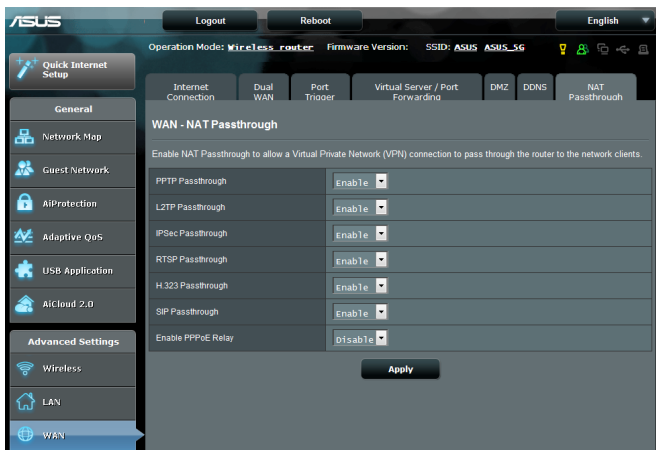 ASUS
Logout
Reboot
English
Operation Mode: Wireless router Firmware Version: SSID: ASUS ASUS_5G
Quick Internet
Setup
Internet
Connection
Dual
WAN
Port
Trigger
Virtual Server / Port
Forwarding
DMZ
DDNS
NAT
Passthrough
General
Network Map
Guest Network
AiProtection
Adaptive QoS
USB Application
AiCloud 2.0
Advanced Settings
Wireless
LAN
WAN
WAN - NAT Passthrough
Enable NAT Passthrough to allow a Virtual Private Network (VPN) connection to pass through the router to the network clients.
PPTP Passthrough Enable
L2TP Passthrough Enable
IPSec Passthrough Enable
RTSP Passthrough Enable
H.323 Passthrough Enable
SIP Passthrough Enable
Enable PPPoE Relay Disable
Apply